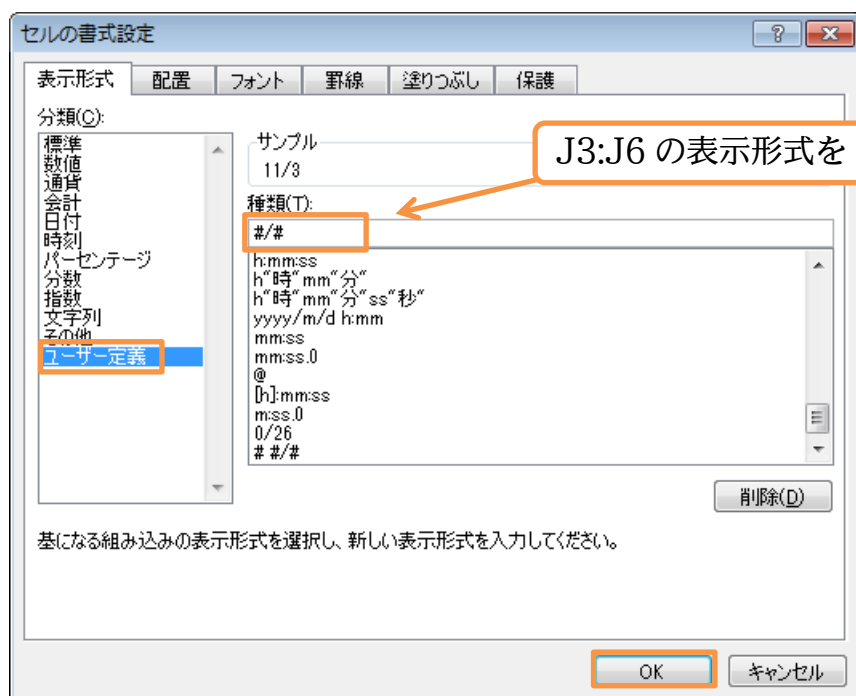 セルの書式設定
表示形式 配置 フォント 罫線 塗りつぶし 保護
分類(C):
標準
数値
通貨
会計
日付
時刻
パーセンテージ
分数
指数
文字列
その他
ユーザー定義
サンプル
11/3
J3:J6 の表示形式を
種類(T):
#/#
h:mm:ss
h"時"mm"分"
h"時"mm"分"ss"秒"
yyyy/m/d h:mm
mm:ss
mm:ss.0
@
[h]:mm:ss
m:ss.0
0/26
# #/#
削除(D)
基になる組み込みの表示形式を選択し、新しい表示形式を入力してください。
OK キャンセル